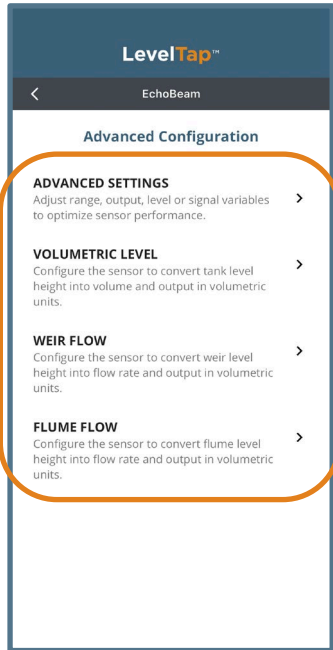 LevelTap™
EchoBeam
Advanced Configuration
ADVANCED SETTINGS
Adjust range, output, level or signal variables
to optimize sensor performance.
VOLUMETRIC LEVEL
Configure the sensor to convert tank level
height into volume and output in volumetric
units.
WEIR FLOW
Configure the sensor to convert weir level
height into flow rate and output in volumetric
units.
FLUME FLOW
Configure the sensor to convert flume level
height into flow rate and output in volumetric
units.